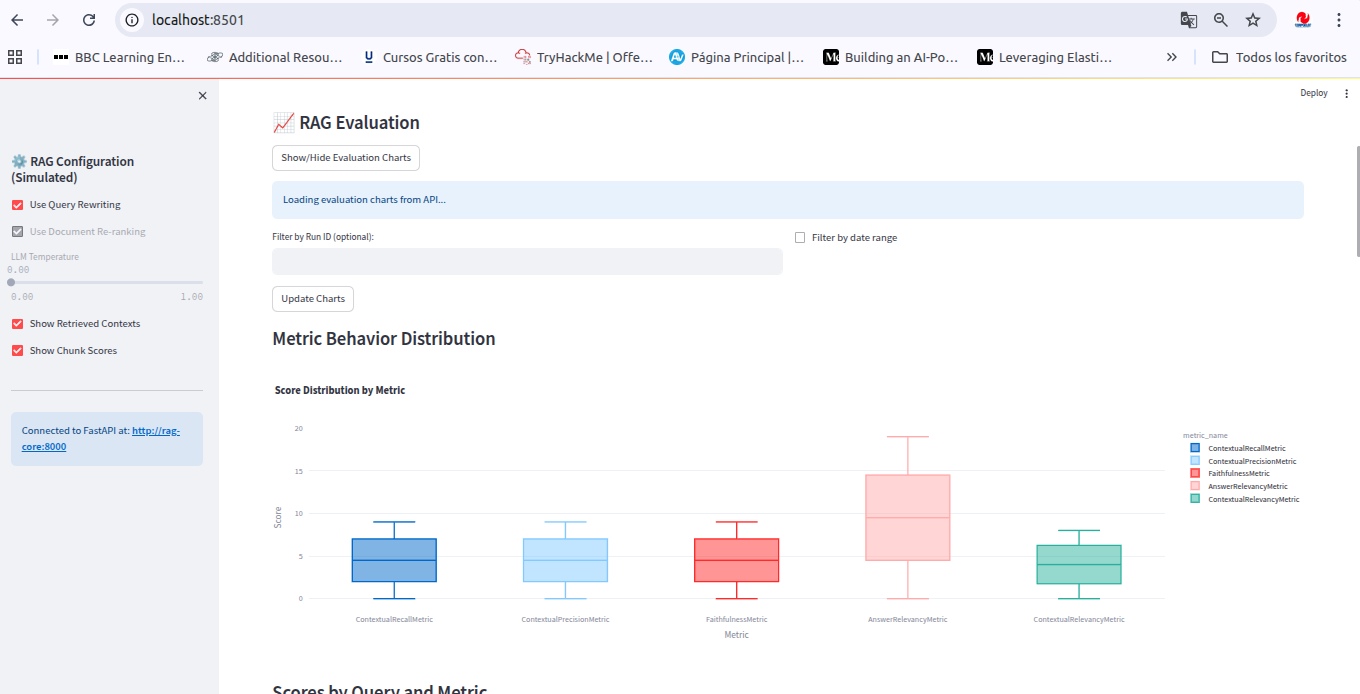 localhost:8501
BBC Learning En...
Additional Resou...
Cursos Gratis con...
TryHackMe | Offe...
Página Principal |...
Building an AI-Po...
Leveraging Elasti...
Todos los favoritos
Deploy
RAG Configuration
(Simulated)
Use Query Rewriting
Use Document Re-ranking
LLM Temperature
0.00
0.00 1.00
Show Retrieved Contexts
Show Chunk Scores
Connected to FastAPI at: http://rag-
core:8000
RAG Evaluation
Show/Hide Evaluation Charts
Loading evaluation charts from API...
Filter by Run ID (optional):
Filter by date range
Update Charts
Metric Behavior Distribution
Score Distribution by Metric
20
15
10
5
0
Score
ContextualRecallMetric
ContextualPrecisionMetric
FaithfulnessMetric
AnswerRelevancyMetric
ContextualRelevancyMetric
Metric
metric_name
ContextualRecallMetric
ContextualPrecisionMetric
FaithfulnessMetric
AnswerRelevancyMetric
ContextualRelevancyMetric
Scores by Query and Metric